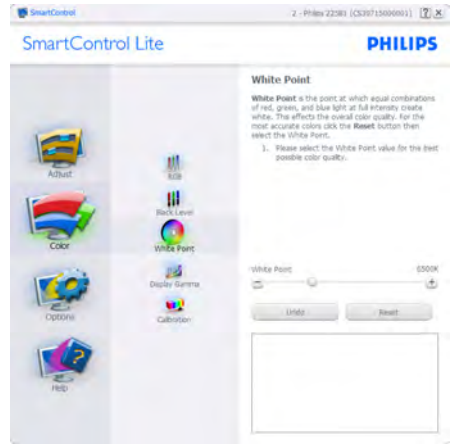 SmartControl
2 - Philips 225B1 (CS39715000001)
SmartControl Lite
PHILIPS
Adjust
Color
Options
Help
RGB
Black Level
White Point
Display Gamma
Calibration
White Point
White Point is the point at which equal combinations
of red, green, and blue light at full intensity create
white. The effects the overall color quality. For the
most accurate colors click the Reset button then
select the White Point.
1. Please select the White Point value for the best
possible color quality.
White Point 6500K
Undo Reset